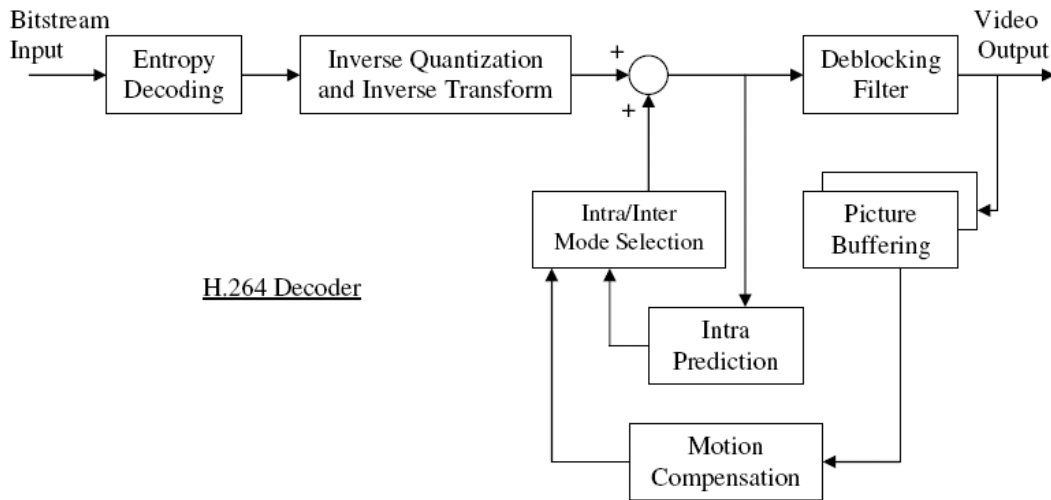 Bitstream
Input
Entropy
Decoding
Inverse Quantization
and Inverse Transform
+
+
Deblocking
Filter
Video
Output
Intra/Inter
Mode Selection
Picture
Buffering
H.264 Decoder
Intra
Prediction
Motion
Compensation